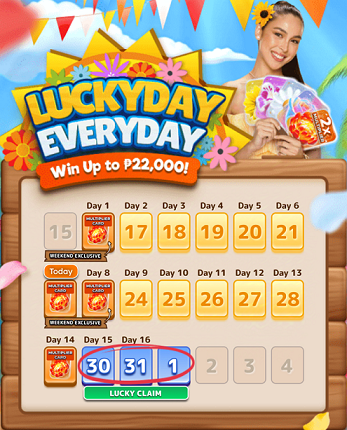 LUCKYDAY
EVERYDAY
Win Up to ₱22,000!
2X
Day 1 Day 2 Day 3 Day 4 Day 5 Day 6
15 MULTIPLIER CARD 17 18 19 20 21
WEEKEND EXCLUSIVE
Today Day 8 Day 9 Day 10 Day 11 Day 12 Day 13
MULTIPLIER CARD MULTIPLIER CARD 24 25 26 27 28
WEEKEND EXCLUSIVE
Day 14 Day 15 Day 16
MULTIPLIER CARD 30 31 1 2 3 4
LUCKY CLAIM